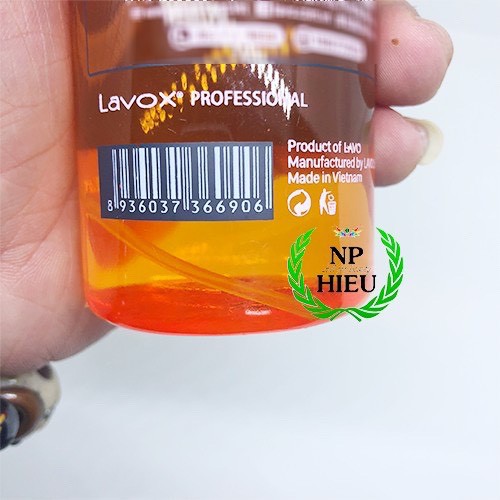 Lavox® PROFESSIONAL
Product of LAVO
Manufactured by LAVO
Made in Vietnam
8 936037 366906
NP
HIEU